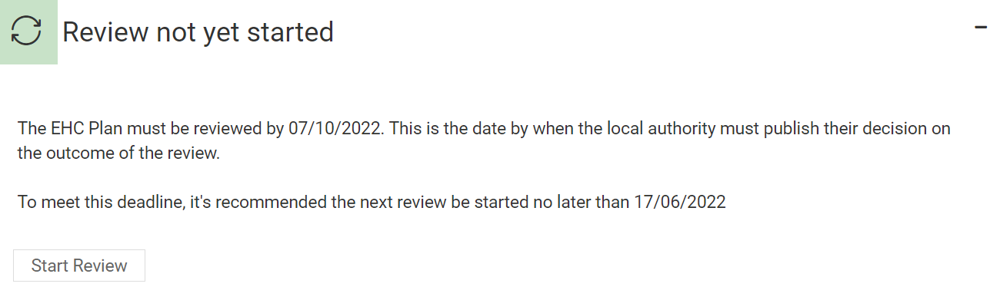 Review not yet started
The EHC Plan must be reviewed by 07/10/2022. This is the date by when the local authority must publish their decision on
the outcome of the review.
To meet this deadline, it's recommended the next review be started no later than 17/06/2022
Start Review